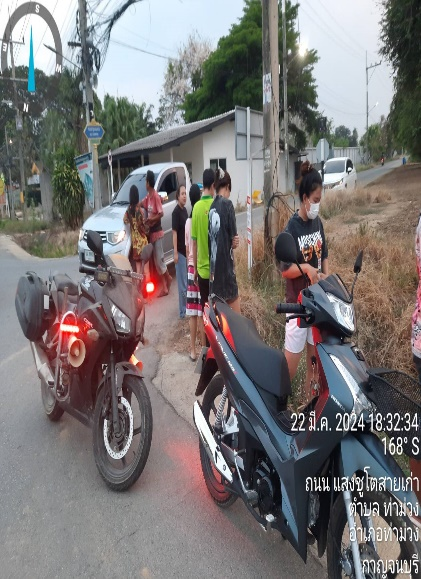 22 มี.ค. 2024 18:32:34
168° S
ถนน แสงชูโตสายเก่า
ตำบล ท่าม่วง
อำเภอท่าม่วง
กาญจนบุรี